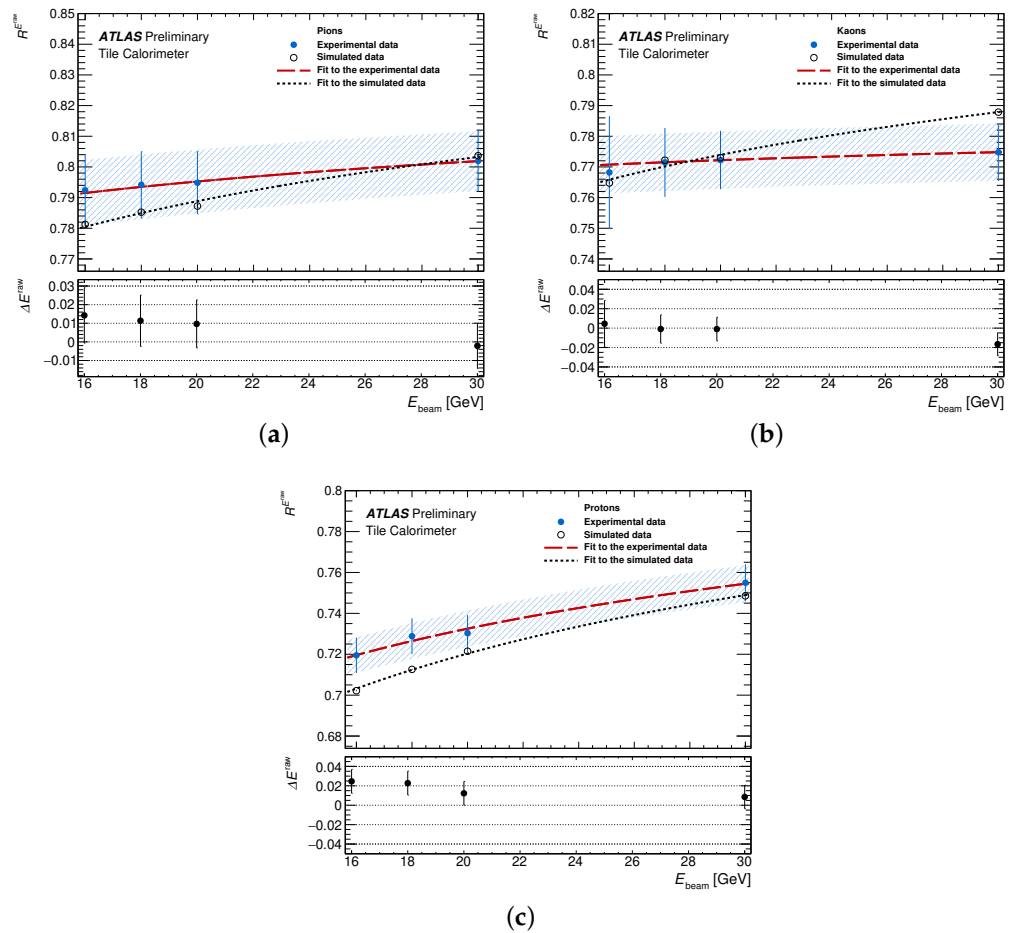 R^{E^{raw}}
0.85
0.84
0.83
0.82
0.81
0.8
0.79
0.78
0.77
ATLAS Preliminary
Tile Calorimeter
Pions
Experimental data
Simulated data
Fit to the experimental data
Fit to the simulated data
ΔE^{raw}
0.03
0.02
0.01
0
−0.01
16 18 20 22 24 26 28 30
E_{beam} [GeV]
(a)
R^{E^{raw}}
0.82
0.81
0.8
0.79
0.78
0.77
0.76
0.75
0.74
ATLAS Preliminary
Tile Calorimeter
Kaons
Experimental data
Simulated data
Fit to the experimental data
Fit to the simulated data
ΔE^{raw}
0.04
0.02
0
−0.02
−0.04
16 18 20 22 24 26 28 30
E_{beam} [GeV]
(b)
R^{E^{raw}}
0.8
0.78
0.76
0.74
0.72
0.7
0.68
ATLAS Preliminary
Tile Calorimeter
Protons
Experimental data
Simulated data
Fit to the experimental data
Fit to the simulated data
ΔE^{raw}
0.04
0.02
0
−0.02
−0.04
16 18 20 22 24 26 28 30
E_{beam} [GeV]
(c)